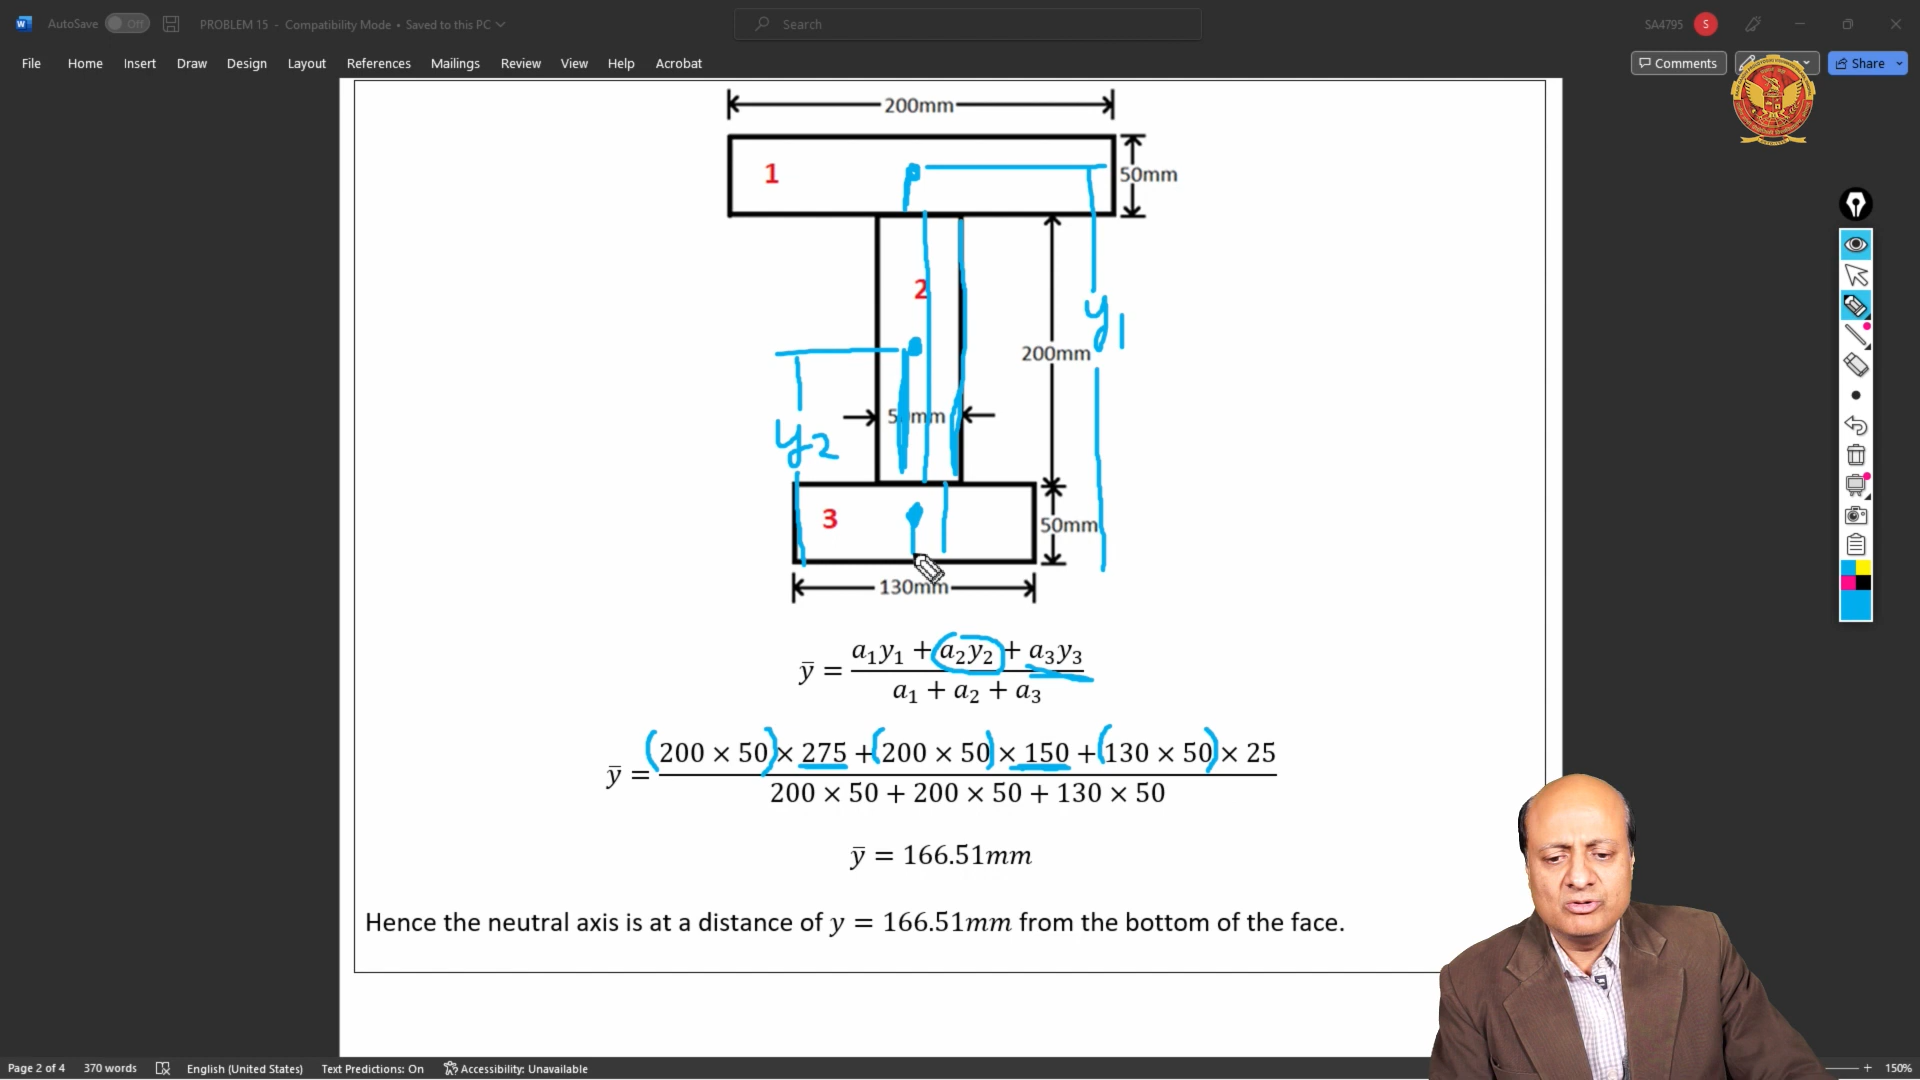 AutoSave Off PROBLEM 15 - Compatibility Mode • Saved to this PC Search SA4795 S
File Home Insert Draw Design Layout References Mailings Review View Help Acrobat Comments Share
200mm
1
50mm
2
y1
200mm
50mm
y2
3
50mm
130mm
y̅ = (a₁y₁ + a₂y₂ + a₃y₃) / (a₁ + a₂ + a₃)
y̅ = ((200 × 50) × 275 + (200 × 50) × 150 + (130 × 50) × 25) / (200 × 50 + 200 × 50 + 130 × 50)
y̅ = 166.51mm
Hence the neutral axis is at a distance of y = 166.51mm from the bottom of the face.
Page 2 of 4 370 words English (United States) Text Predictions: On Accessibility: Unavailable 150%